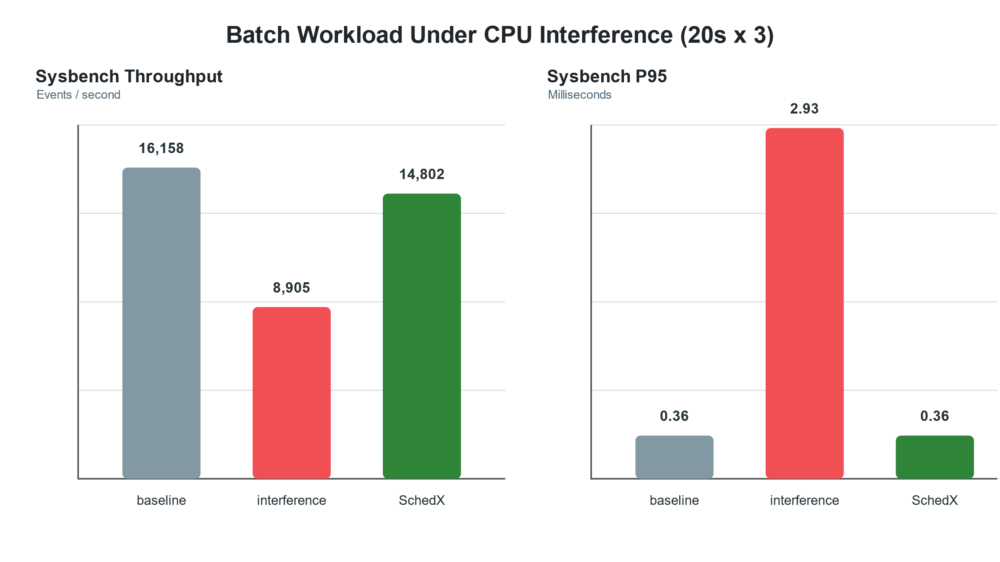 Batch Workload Under CPU Interference (20s x 3)
Sysbench Throughput
Events / second
16,158
8,905
14,802
baseline
interference
SchedX
Sysbench P95
Milliseconds
0.36
2.93
0.36
baseline
interference
SchedX